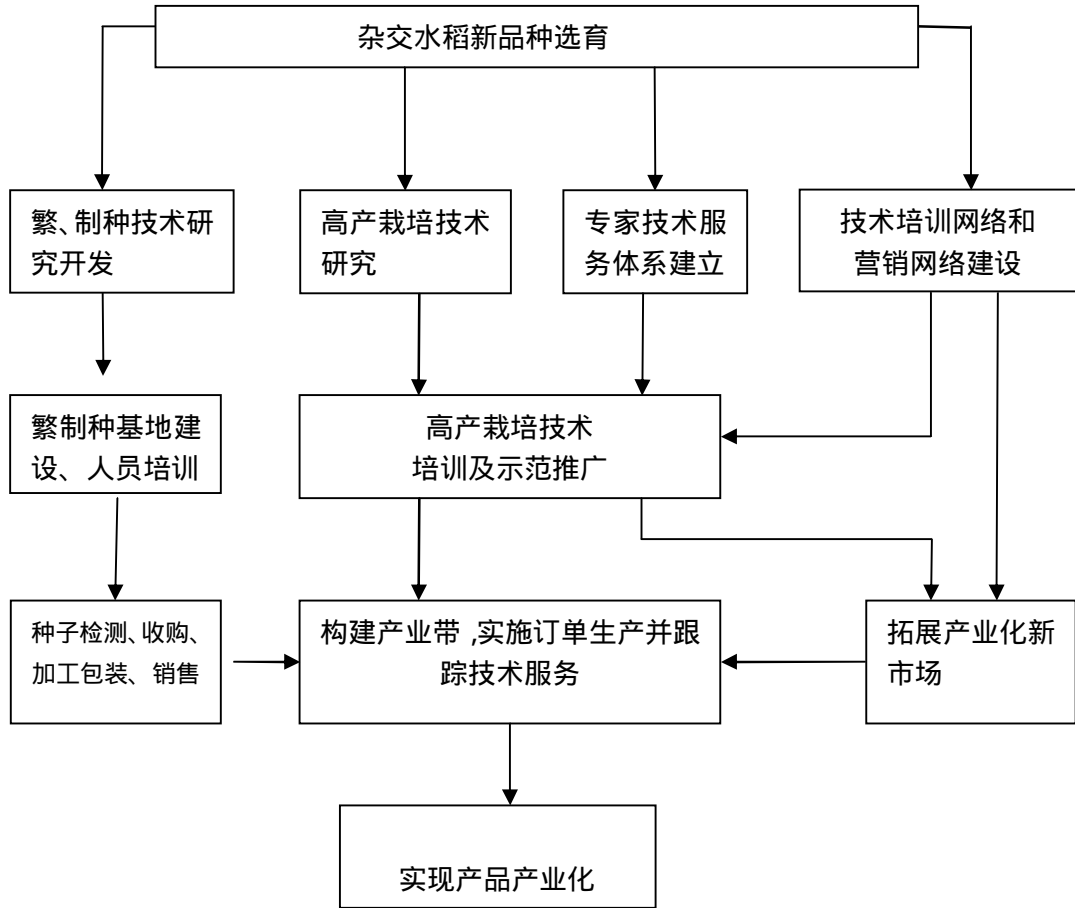 杂交水稻新品种选育
繁、制种技术研
究开发
高产栽培技术
研究
专家技术服
务体系建立
技术培训网络和
营销网络建设
繁制种基地建
设、人员培训
高产栽培技术
培训及示范推广
种子检测、收购、
加工包装、销售
构建产业带,实施订单生产并跟
踪技术服务
拓展产业化新
市场
实现产品产业化